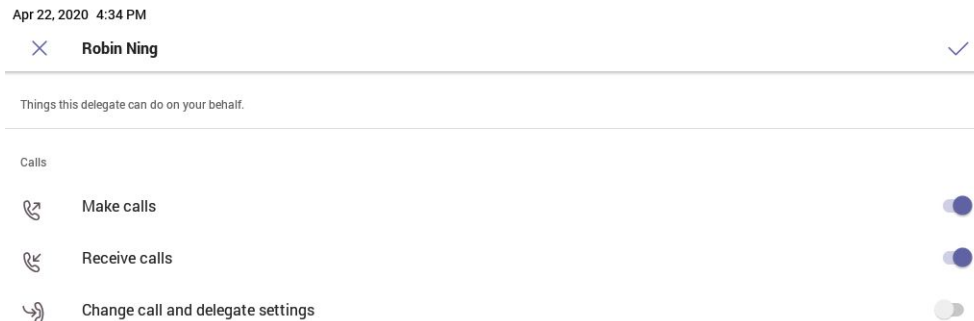 Apr 22, 2020 4:34 PM
Robin Ning
Things this delegate can do on your behalf.
Calls
Make calls
Receive calls
Change call and delegate settings